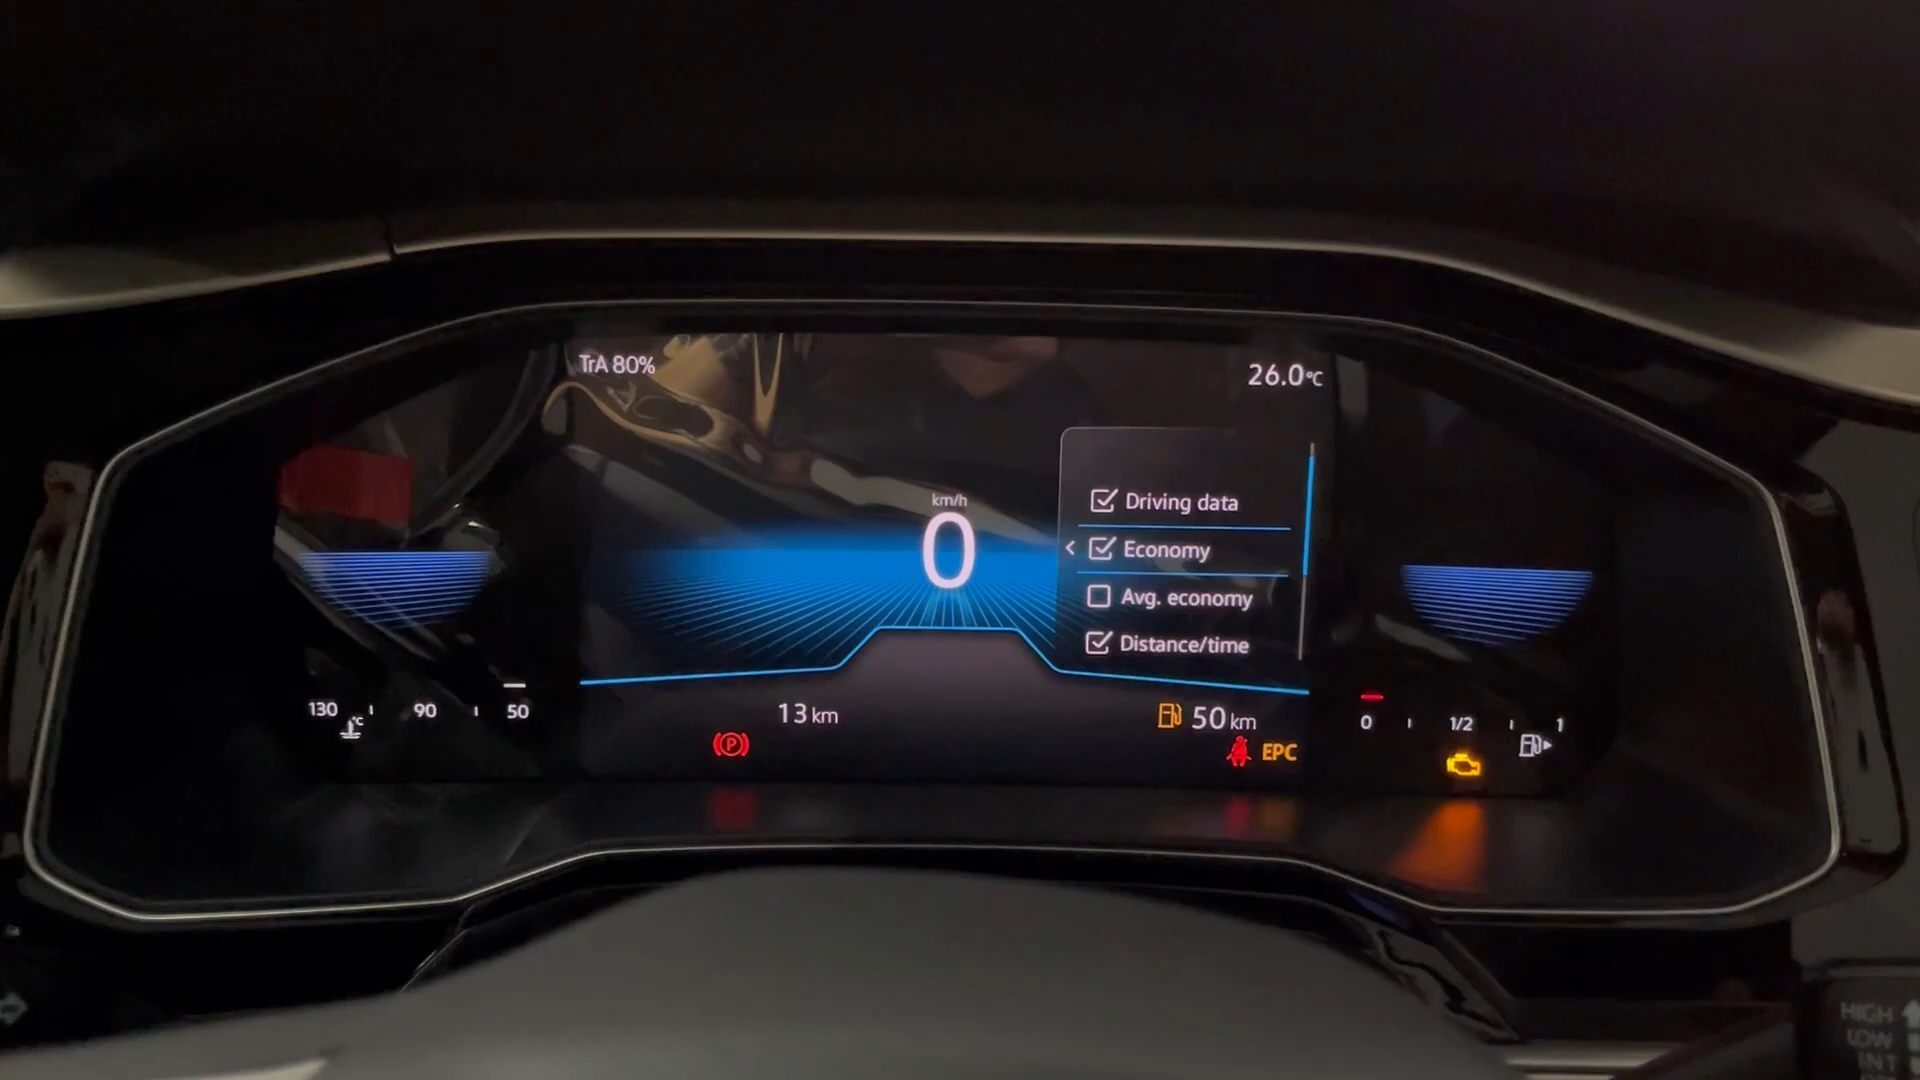 TrA 80%
26.0°C
km/h
0
Driving data
Economy
Avg. economy
Distance/time
130
90
50
°C
13 km
50 km
P
EPC
0
1/2
1
HIGH
LOW
INT